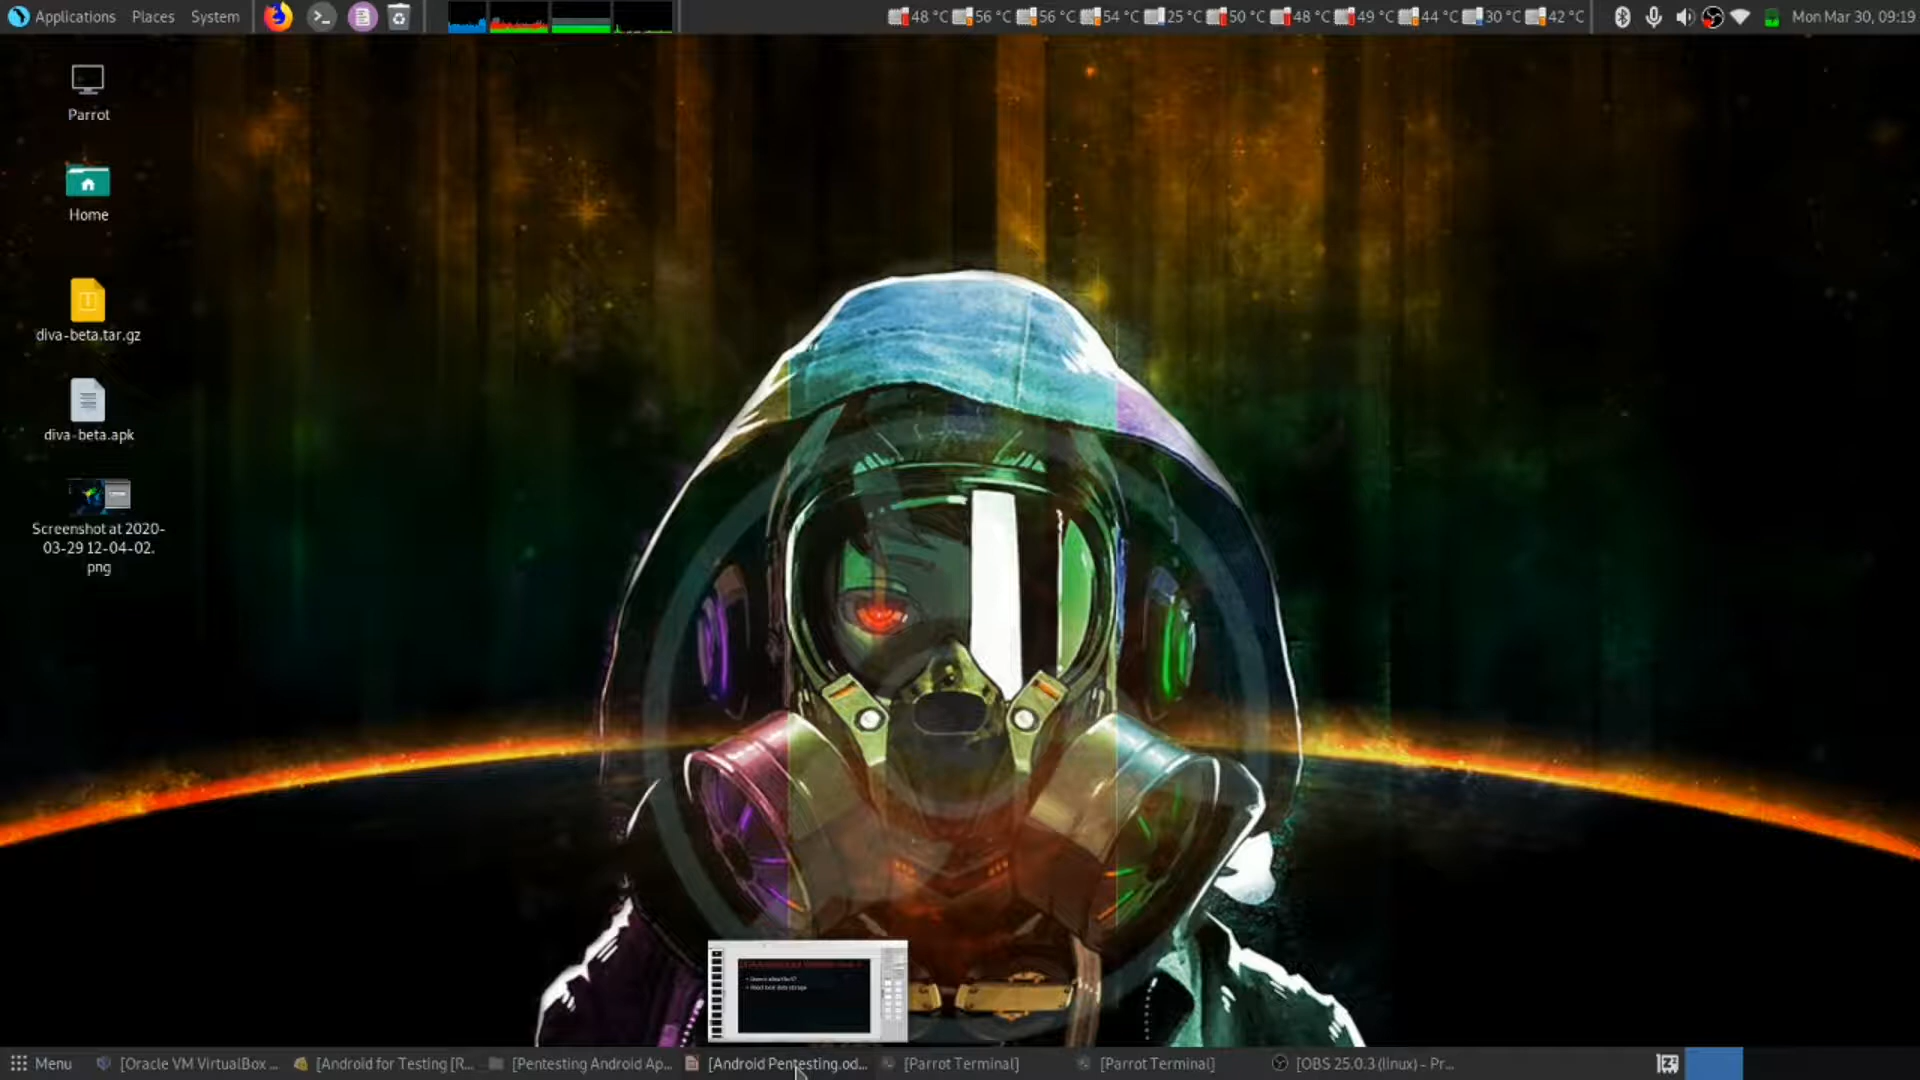 Applications Places System
48 °C 56 °C 56 °C 54 °C 25 °C 50 °C 48 °C 49 °C 44 °C 30 °C 42 °C
Mon Mar 30, 09:19
Parrot
Home
diva-beta.tar.gz
diva-beta.apk
Screenshot at 2020-
03-29 12-04-02.
png
Menu
[Oracle VM VirtualBox ...
[Android for Testing [R...
[Pentesting Android Ap...
[Android Pentesting.od...
[Parrot Terminal]
[Parrot Terminal]
[OBS 25.0.3 (linux) - Pr...